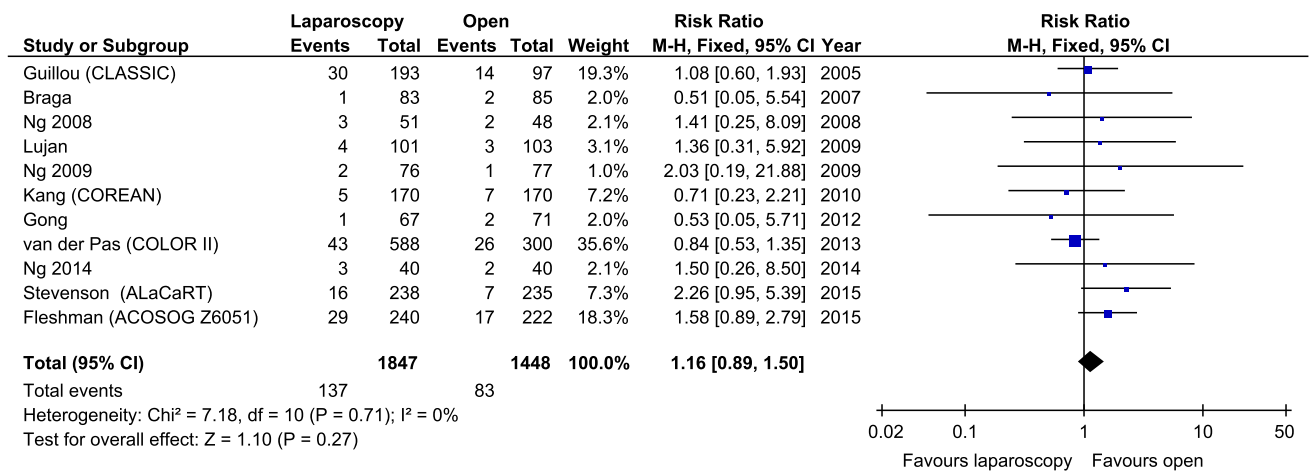 Laparoscopy Open Risk Ratio Risk Ratio
Study or Subgroup Events Total Events Total Weight M-H, Fixed, 95% CI Year M-H, Fixed, 95% CI
Guillou (CLASSIC) 30 193 14 97 19.3% 1.08 [0.60, 1.93] 2005
Braga 1 83 2 85 2.0% 0.51 [0.05, 5.54] 2007
Ng 2008 3 51 2 48 2.1% 1.41 [0.25, 8.09] 2008
Lujan 4 101 3 103 3.1% 1.36 [0.31, 5.92] 2009
Ng 2009 2 76 1 77 1.0% 2.03 [0.19, 21.88] 2009
Kang (COREAN) 5 170 7 170 7.2% 0.71 [0.23, 2.21] 2010
Gong 1 67 2 71 2.0% 0.53 [0.05, 5.71] 2012
van der Pas (COLOR II) 43 588 26 300 35.6% 0.84 [0.53, 1.35] 2013
Ng 2014 3 40 2 40 2.1% 1.50 [0.26, 8.50] 2014
Stevenson (ALaCaRT) 16 238 7 235 7.3% 2.26 [0.95, 5.39] 2015
Fleshman (ACOSOG Z6051) 29 240 17 222 18.3% 1.58 [0.89, 2.79] 2015
Total (95% CI) 1847 1448 100.0% 1.16 [0.89, 1.50]
Total events 137 83
Heterogeneity: Chi² = 7.18, df = 10 (P = 0.71); I² = 0%
Test for overall effect: Z = 1.10 (P = 0.27)
0.02 0.1 1 10 50
Favours laparoscopy Favours open